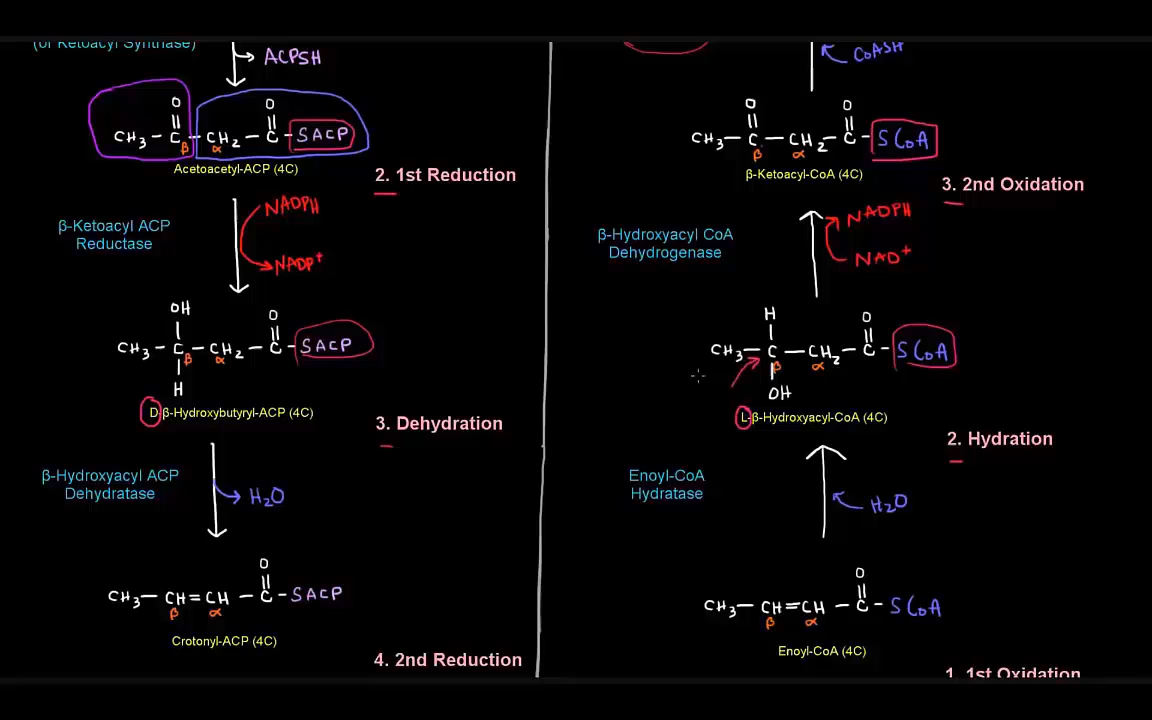 (or Ketoacyl Synthase)
ACPSH
O O
CH3 - C - CH2 - C - SACP
β α
Acetoacetyl-ACP (4C)
2. 1st Reduction
β-Ketoacyl ACP
Reductase
NADPH
NADP+
OH
O
CH3 - C - CH2 - C - SACP
β α
H
D-β-Hydroxybutyryl-ACP (4C)
3. Dehydration
β-Hydroxyacyl ACP
Dehydratase
H2O
O
CH3 - CH=CH - C - SACP
β α
Crotonyl-ACP (4C)
4. 2nd Reduction
CoASH
O O
CH3 - C - CH2 - C - SCoA
β α
β-Ketoacyl-CoA (4C)
3. 2nd Oxidation
β-Hydroxyacyl CoA
Dehydrogenase
NADPH
NAD+
H
O
CH3 - C - CH2 - C - SCoA
β α
OH
L-β-Hydroxyacyl-CoA (4C)
2. Hydration
Enoyl-CoA
Hydratase
H2O
O
CH3 - CH=CH - C - SCoA
β α
Enoyl-CoA (4C)
1. 1st Oxidation